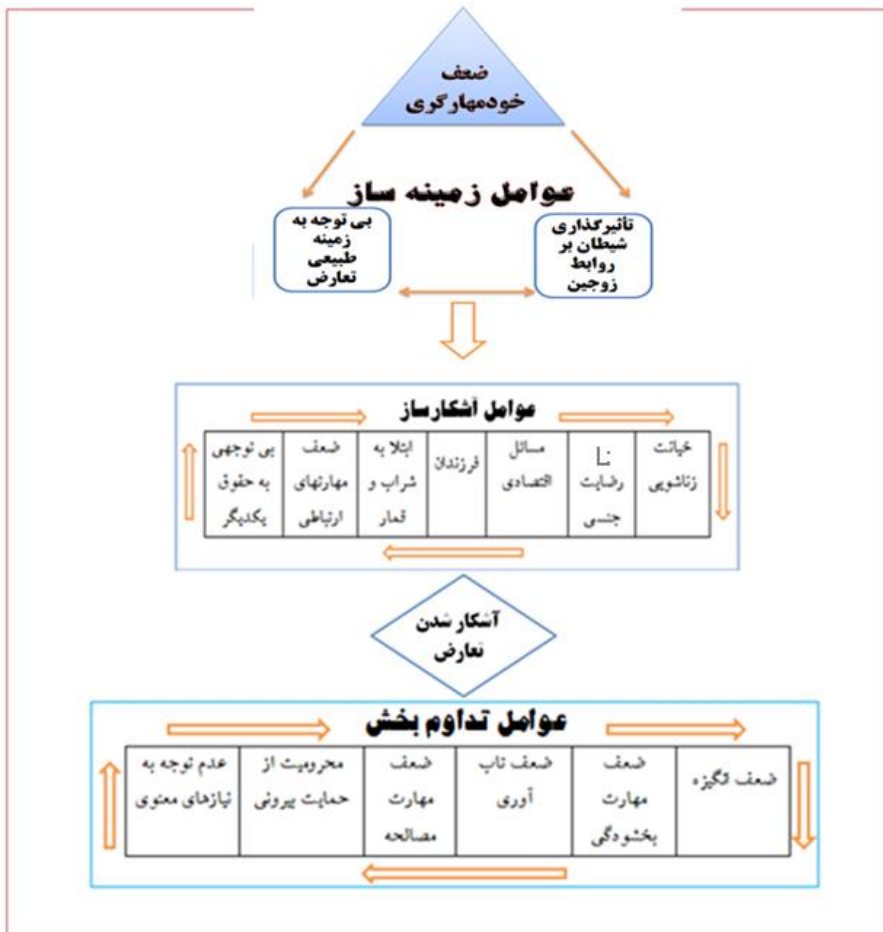 ضعف
خودمهارگری
عوامل زمینه ساز
تأثیرگذاری
شیطان بر
روابط
زوجین
بی توجه به
زمینه
طبیعی
تعارض
عوامل آشکارساز
خیانت
زناشویی
نا
رضایت
جنسی
مسائل
اقتصادی
فرزندان
ابتلا به
شراب و
قمار
ضعف
مهارتهای
ارتباطی
بی توجهی
به حقوق
یکدیگر
آشکار شدن
تعارض
عوامل تداوم بخش
ضعف انگیزه
ضعف
مهارت
بخشودگی
ضعف تاب
آوری
ضعف
مهارت
مصالحه
محرومیت از
حمایت بیرونی
عدم توجه به
نیازهای معنوی